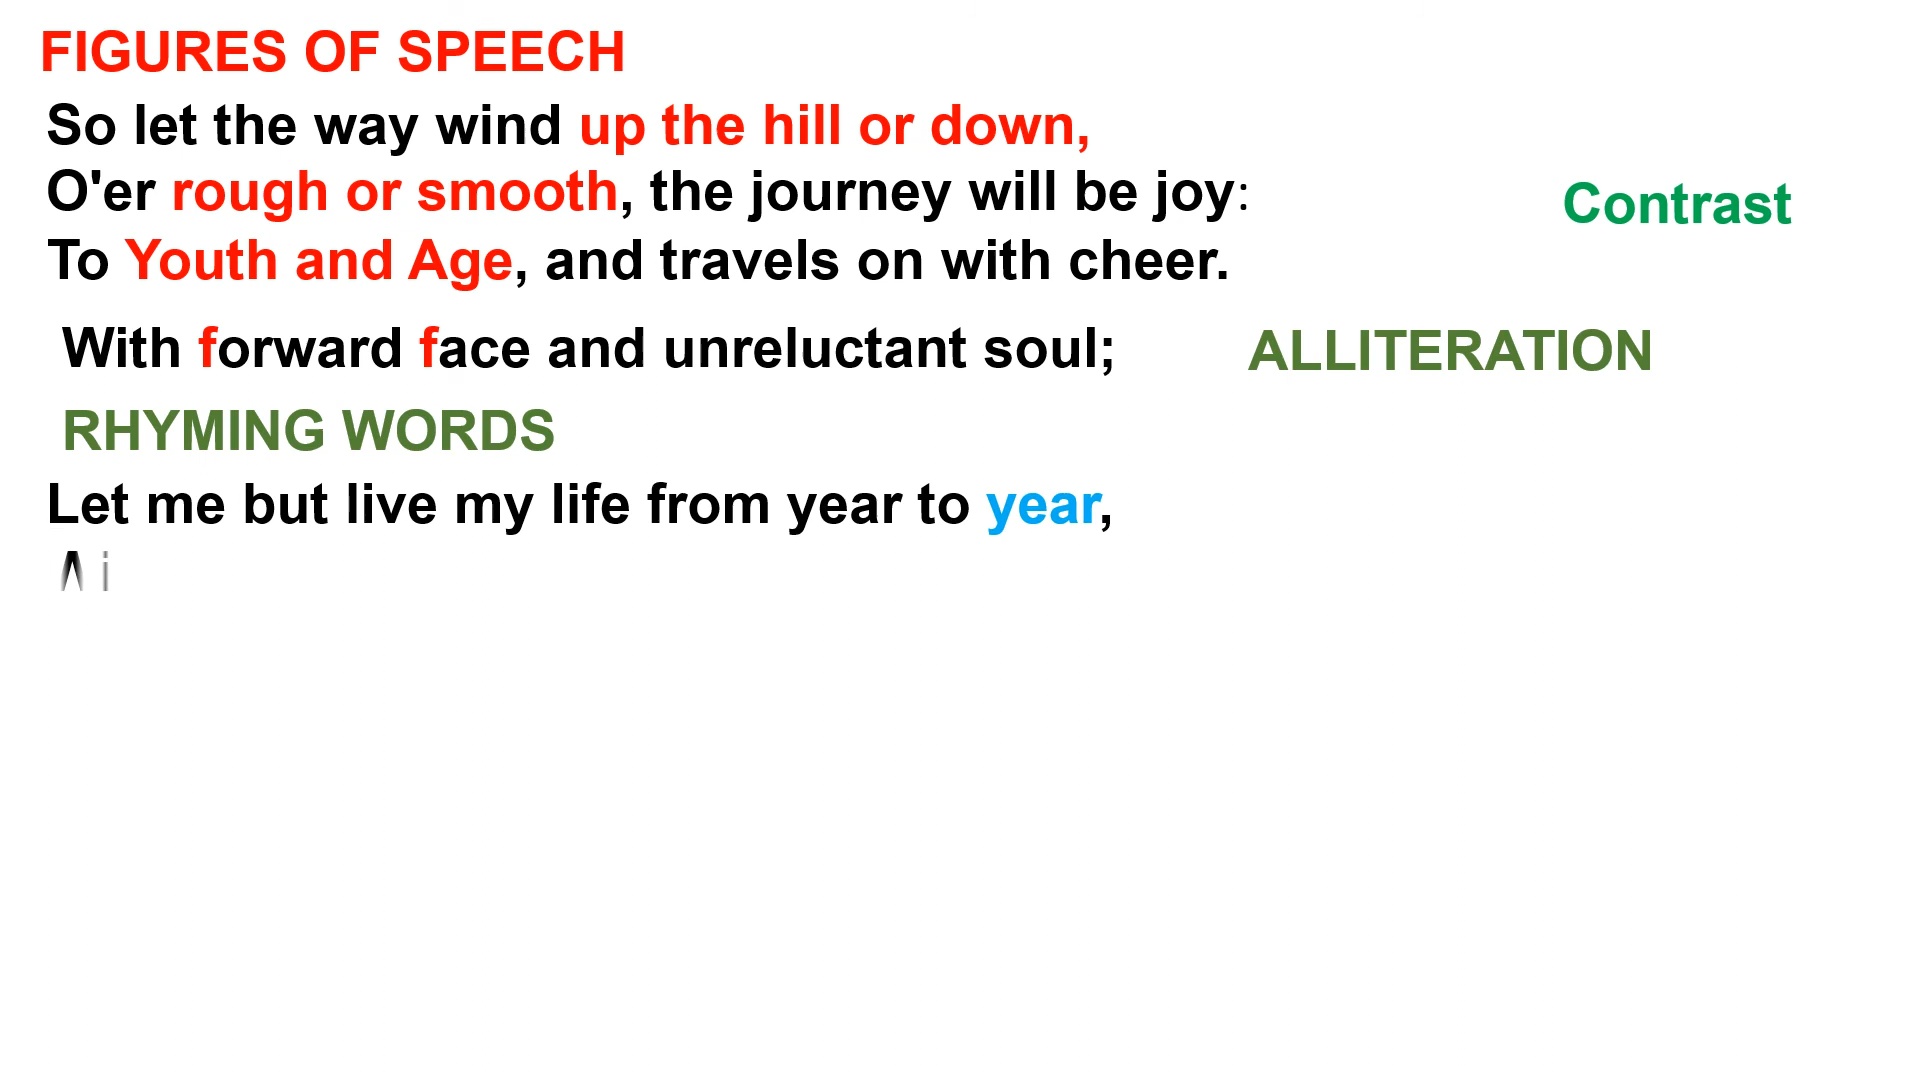 FIGURES OF SPEECH
So let the way wind up the hill or down,
O'er rough or smooth, the journey will be joy:
Contrast
To Youth and Age, and travels on with cheer.
With forward face and unreluctant soul;
ALLITERATION
RHYMING WORDS
Let me but live my life from year to year,